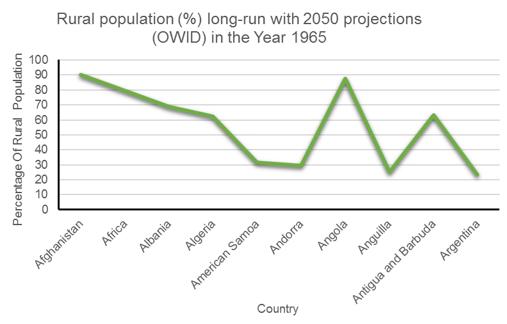 Rural population (%) long-run with 2050 projections
(OWID) in the Year 1965
Percentage Of Rural Population
100
90
80
70
60
50
40
30
20
10
0
Afghanistan
Africa
Albania
Algeria
American Samoa
Andorra
Angola
Anguilla
Antigua and Barbuda
Argentina
Country